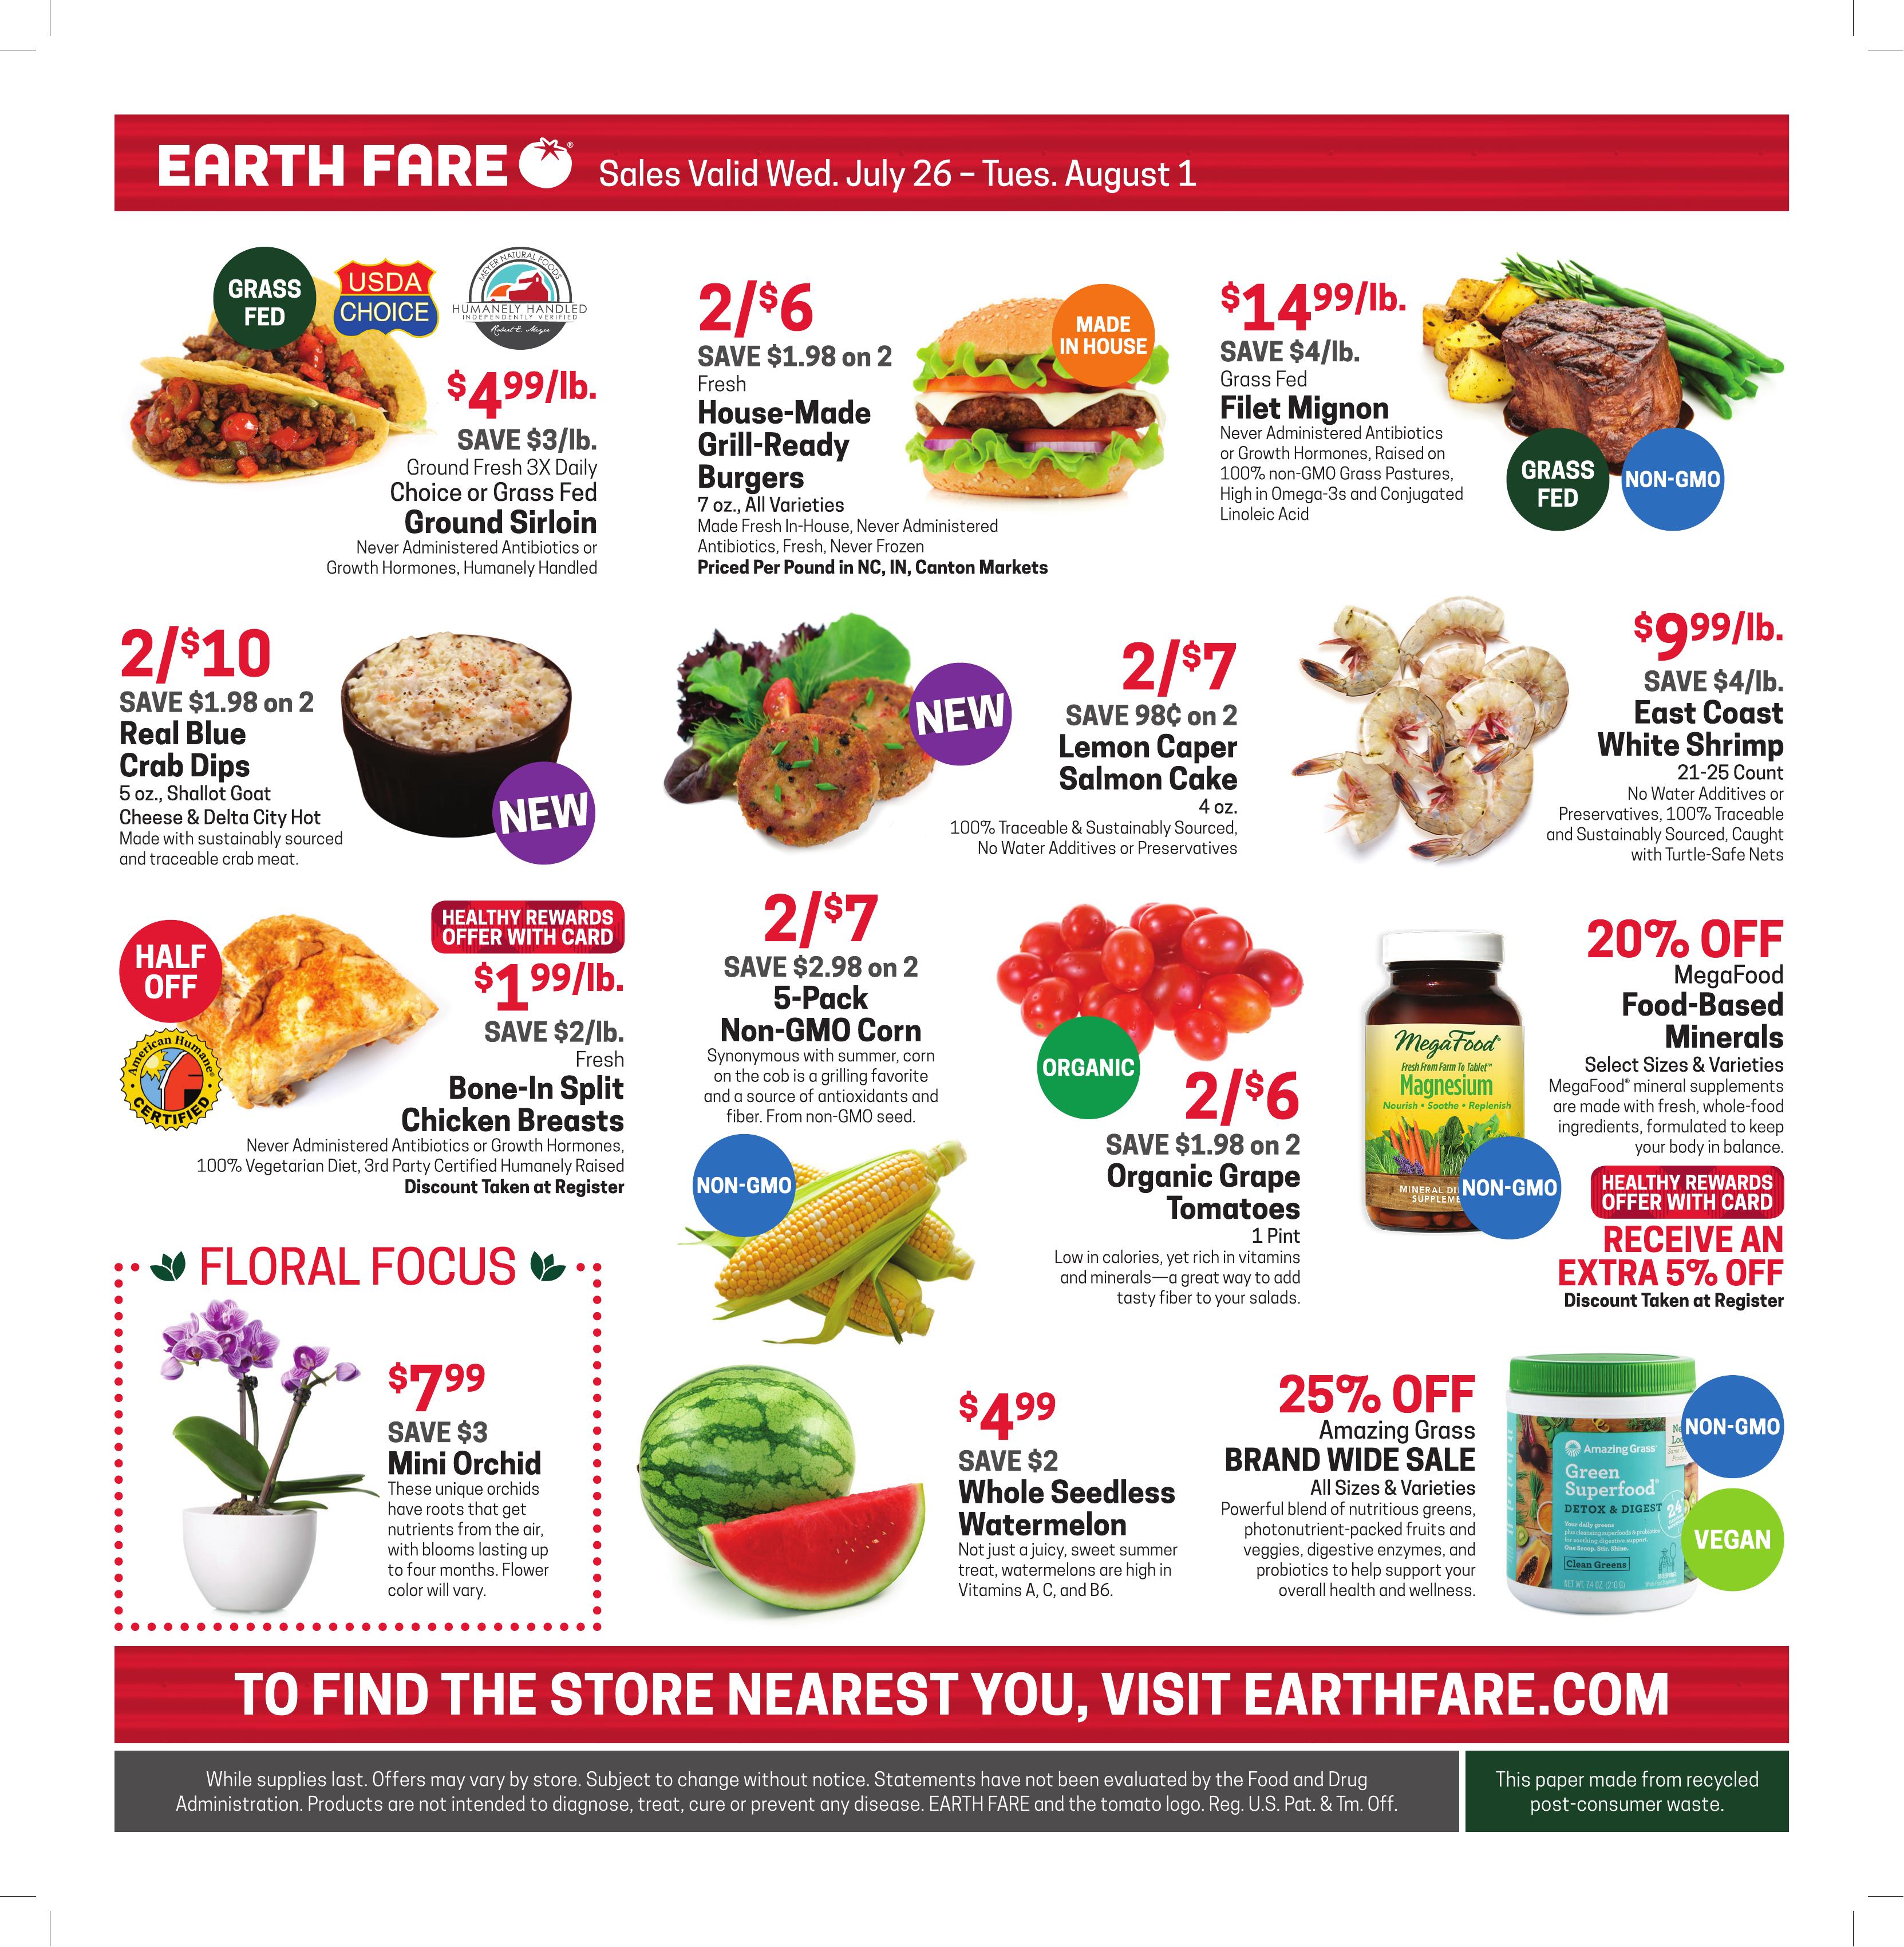 EARTH FARE ® Sales Valid Wed. July 26 – Tues. August 1
GRASS
FED
USDA
CHOICE
MEYER NATURAL FOODS
HUMANELY HANDLED
INDEPENDENTLY VERIFIED
Robert E. Meyer
$4 99/lb.
SAVE $3/lb.
Ground Fresh 3X Daily
Choice or Grass Fed
Ground Sirloin
Never Administered Antibiotics or
Growth Hormones, Humanely Handled
2/$6
SAVE $1.98 on 2
Fresh
House-Made
Grill-Ready
Burgers
7 oz., All Varieties
Made Fresh In-House, Never Administered
Antibiotics, Fresh, Never Frozen
Priced Per Pound in NC, IN, Canton Markets
MADE
IN HOUSE
$14 99/lb.
SAVE $4/lb.
Grass Fed
Filet Mignon
Never Administered Antibiotics
or Growth Hormones, Raised on
100% non-GMO Grass Pastures,
High in Omega-3s and Conjugated
Linoleic Acid
GRASS
FED
NON-GMO
2/$10
SAVE $1.98 on 2
Real Blue
Crab Dips
5 oz., Shallot Goat
Cheese & Delta City Hot
Made with sustainably sourced
and traceable crab meat.
NEW
NEW
2/$7
SAVE 98¢ on 2
Lemon Caper
Salmon Cake
4 oz.
100% Traceable & Sustainably Sourced,
No Water Additives or Preservatives
$9 99/lb.
SAVE $4/lb.
East Coast
White Shrimp
21-25 Count
No Water Additives or
Preservatives, 100% Traceable
and Sustainably Sourced, Caught
with Turtle-Safe Nets
HALF
OFF
American Humane®
CERTIFIED
HEALTHY REWARDS
OFFER WITH CARD
$1 99/lb.
SAVE $2/lb.
Fresh
Bone-In Split
Chicken Breasts
Never Administered Antibiotics or Growth Hormones,
100% Vegetarian Diet, 3rd Party Certified Humanely Raised
Discount Taken at Register
2/$7
SAVE $2.98 on 2
5-Pack
Non-GMO Corn
Synonymous with summer, corn
on the cob is a grilling favorite
and a source of antioxidants and
fiber. From non-GMO seed.
NON-GMO
ORGANIC
2/$6
SAVE $1.98 on 2
Organic Grape
Tomatoes
1 Pint
Low in calories, yet rich in vitamins
and minerals—a great way to add
tasty fiber to your salads.
MegaFood®
Fresh From Farm To Tablet™
Magnesium
Nourish • Soothe • Replenish
MINERAL DI
SUPPLEME
NON-GMO
20% OFF
MegaFood
Food-Based
Minerals
Select Sizes & Varieties
MegaFood® mineral supplements
are made with fresh, whole-food
ingredients, formulated to keep
your body in balance.
HEALTHY REWARDS
OFFER WITH CARD
RECEIVE AN
EXTRA 5% OFF
Discount Taken at Register
FLORAL FOCUS
$7 99
SAVE $3
Mini Orchid
These unique orchids
have roots that get
nutrients from the air,
with blooms lasting up
to four months. Flower
color will vary.
$4 99
SAVE $2
Whole Seedless
Watermelon
Not just a juicy, sweet summer
treat, watermelons are high in
Vitamins A, C, and B6.
25% OFF
Amazing Grass
BRAND WIDE SALE
All Sizes & Varieties
Powerful blend of nutritious greens,
photonutrient-packed fruits and
veggies, digestive enzymes, and
probiotics to help support your
overall health and wellness.
Amazing Grass
Green
Superfood®
DETOX & DIGEST
Your daily greens
plus cleansing superfoods & probiotics
for soothing digestive support.
One Scoop. Stir. Shine.
Clean Greens
NET WT. 7.4 OZ. (210 G)
24
NON-GMO
VEGAN
TO FIND THE STORE NEAREST YOU, VISIT EARTHFARE.COM
While supplies last. Offers may vary by store. Subject to change without notice. Statements have not been evaluated by the Food and Drug
Administration. Products are not intended to diagnose, treat, cure or prevent any disease. EARTH FARE and the tomato logo. Reg. U.S. Pat. & Tm. Off.
This paper made from recycled
post-consumer waste.